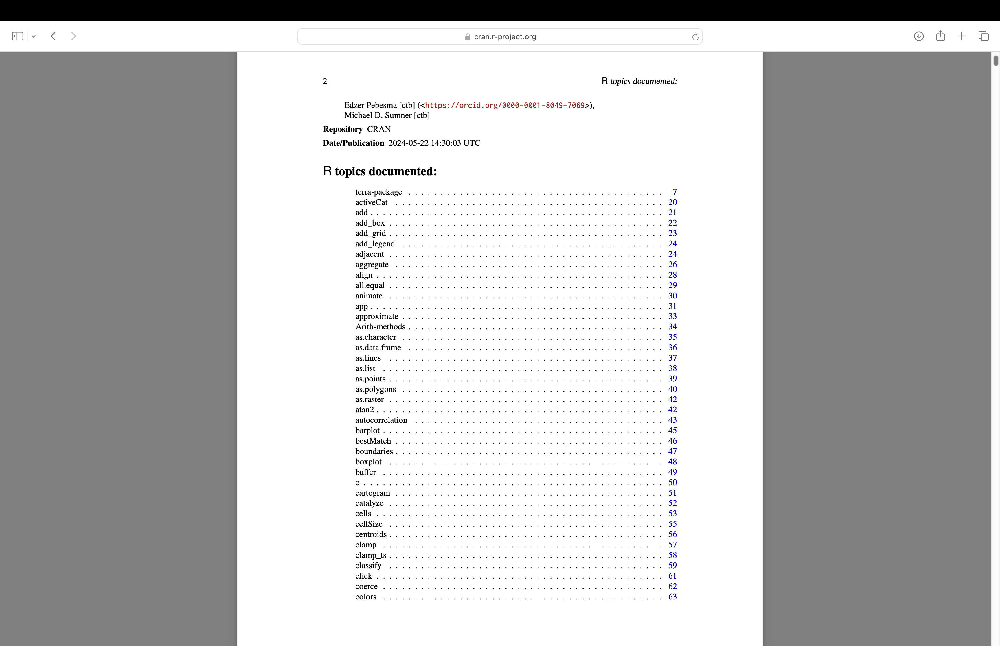 cran.r-project.org
2 R topics documented:
Edzer Pebesma [ctb] (<https://orcid.org/0000-0001-8049-7069>),
Michael D. Sumner [ctb]
Repository CRAN
Date/Publication 2024-05-22 14:30:03 UTC
R topics documented:
terra-package . . . . . . . . . . . . . . . . . . . . . . . . . . . . . . . . . . . . . . . . 7
activeCat . . . . . . . . . . . . . . . . . . . . . . . . . . . . . . . . . . . . . . . . . . 20
add . . . . . . . . . . . . . . . . . . . . . . . . . . . . . . . . . . . . . . . . . . . . . . 21
add_box . . . . . . . . . . . . . . . . . . . . . . . . . . . . . . . . . . . . . . . . . . . 22
add_grid . . . . . . . . . . . . . . . . . . . . . . . . . . . . . . . . . . . . . . . . . . . 23
add_legend . . . . . . . . . . . . . . . . . . . . . . . . . . . . . . . . . . . . . . . . . 24
adjacent . . . . . . . . . . . . . . . . . . . . . . . . . . . . . . . . . . . . . . . . . . . 24
aggregate . . . . . . . . . . . . . . . . . . . . . . . . . . . . . . . . . . . . . . . . . . 26
align . . . . . . . . . . . . . . . . . . . . . . . . . . . . . . . . . . . . . . . . . . . . . 28
all.equal . . . . . . . . . . . . . . . . . . . . . . . . . . . . . . . . . . . . . . . . . . . 29
animate . . . . . . . . . . . . . . . . . . . . . . . . . . . . . . . . . . . . . . . . . . . 30
app . . . . . . . . . . . . . . . . . . . . . . . . . . . . . . . . . . . . . . . . . . . . . . 31
approximate . . . . . . . . . . . . . . . . . . . . . . . . . . . . . . . . . . . . . . . . . 33
Arith-methods . . . . . . . . . . . . . . . . . . . . . . . . . . . . . . . . . . . . . . . . 34
as.character . . . . . . . . . . . . . . . . . . . . . . . . . . . . . . . . . . . . . . . . . 35
as.data.frame . . . . . . . . . . . . . . . . . . . . . . . . . . . . . . . . . . . . . . . . 36
as.lines . . . . . . . . . . . . . . . . . . . . . . . . . . . . . . . . . . . . . . . . . . . 37
as.list . . . . . . . . . . . . . . . . . . . . . . . . . . . . . . . . . . . . . . . . . . . . 38
as.points . . . . . . . . . . . . . . . . . . . . . . . . . . . . . . . . . . . . . . . . . . . 39
as.polygons . . . . . . . . . . . . . . . . . . . . . . . . . . . . . . . . . . . . . . . . . 40
as.raster . . . . . . . . . . . . . . . . . . . . . . . . . . . . . . . . . . . . . . . . . . . 42
atan2 . . . . . . . . . . . . . . . . . . . . . . . . . . . . . . . . . . . . . . . . . . . . . 42
autocorrelation . . . . . . . . . . . . . . . . . . . . . . . . . . . . . . . . . . . . . . . 43
barplot . . . . . . . . . . . . . . . . . . . . . . . . . . . . . . . . . . . . . . . . . . . . 45
bestMatch . . . . . . . . . . . . . . . . . . . . . . . . . . . . . . . . . . . . . . . . . . 46
boundaries . . . . . . . . . . . . . . . . . . . . . . . . . . . . . . . . . . . . . . . . . . 47
boxplot . . . . . . . . . . . . . . . . . . . . . . . . . . . . . . . . . . . . . . . . . . . 48
buffer . . . . . . . . . . . . . . . . . . . . . . . . . . . . . . . . . . . . . . . . . . . . 49
c . . . . . . . . . . . . . . . . . . . . . . . . . . . . . . . . . . . . . . . . . . . . . . . 50
cartogram . . . . . . . . . . . . . . . . . . . . . . . . . . . . . . . . . . . . . . . . . . 51
catalyze . . . . . . . . . . . . . . . . . . . . . . . . . . . . . . . . . . . . . . . . . . . 52
cells . . . . . . . . . . . . . . . . . . . . . . . . . . . . . . . . . . . . . . . . . . . . . 53
cellSize . . . . . . . . . . . . . . . . . . . . . . . . . . . . . . . . . . . . . . . . . . . 55
centroids . . . . . . . . . . . . . . . . . . . . . . . . . . . . . . . . . . . . . . . . . . . 56
clamp . . . . . . . . . . . . . . . . . . . . . . . . . . . . . . . . . . . . . . . . . . . . 57
clamp_ts . . . . . . . . . . . . . . . . . . . . . . . . . . . . . . . . . . . . . . . . . . . 58
classify . . . . . . . . . . . . . . . . . . . . . . . . . . . . . . . . . . . . . . . . . . . 59
click . . . . . . . . . . . . . . . . . . . . . . . . . . . . . . . . . . . . . . . . . . . . . 61
coerce . . . . . . . . . . . . . . . . . . . . . . . . . . . . . . . . . . . . . . . . . . . . 62
colors . . . . . . . . . . . . . . . . . . . . . . . . . . . . . . . . . . . . . . . . . . . . 63